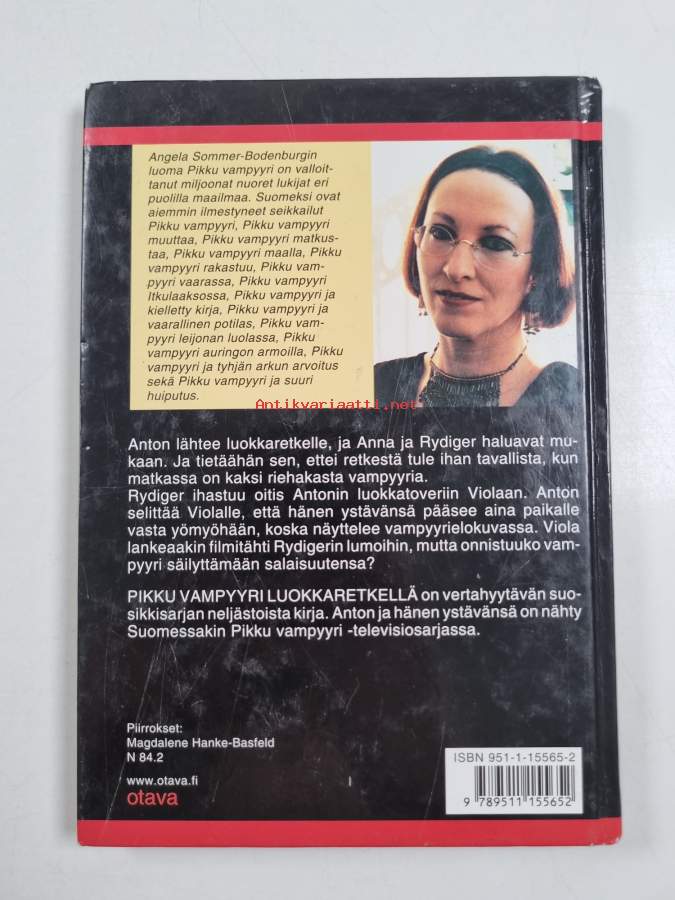 Angela Sommer-Bodenburgin
luoma Pikku vampyyri on valloit-
tanut miljoonat nuoret lukijat eri
puolilla maailmaa. Suomeksi ovat
aiemmin ilmestyneet seikkailut
Pikku vampyyri, Pikku vampyyri
muuttaa, Pikku vampyyri matkus-
taa, Pikku vampyyri maalla, Pikku
vampyyri rakastuu, Pikku vam-
pyyri vaarassa, Pikku vampyyri
Itkulaaksossa, Pikku vampyyri ja
kielletty kirja, Pikku vampyyri ja
vaarallinen potilas, Pikku vam-
pyyri leijonan luolassa, Pikku
vampyyri auringon armoilla, Pikku
vampyyri ja tyhjän arkun arvoitus
sekä Pikku vampyyri ja suuri
huiputus.
Antikvariaatti.net
Anton lähtee luokkaretkelle, ja Anna ja Rydiger haluavat mu-
kaan. Ja tietäähän sen, ettei retkestä tule ihan tavallista, kun
matkassa on kaksi riehakasta vampyyria.
Rydiger ihastuu oitis Antonin luokkatoveriin Violaan. Anton
selittää Violalle, että hänen ystävänsä pääsee aina paikalle
vasta yömyöhään, koska näyttelee vampyyrielokuvassa. Viola
lankeaakin filmitähti Rydigerin lumoihin, mutta onnistuuko vam-
pyyri säilyttämään salaisuutensa?
PIKKU VAMPYYRI LUOKKARETKELLÄ on vertahyytävän suo-
sikkisarjan neljästoista kirja. Anton ja hänen ystävänsä on nähty
Suomessakin Pikku vampyyri -televisiosarjassa.
Piirrokset:
Magdalene Hanke-Basfeld
N 84.2
www.otava.fi
otava
ISBN 951-1-15565-2
9 789511 155652